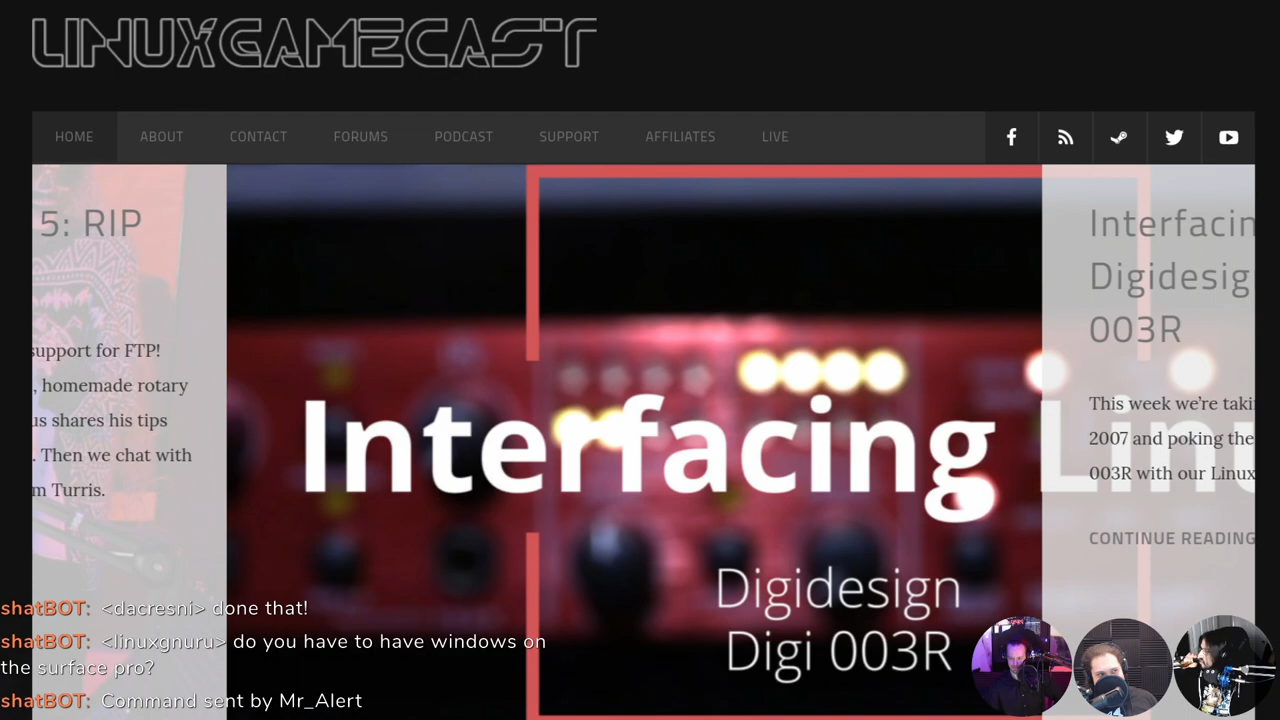 LINUXGAMECAST
HOME ABOUT CONTACT FORUMS PODCAST SUPPORT AFFILIATES LIVE
5: RIP
support for FTP!
, homemade rotary
us shares his tips
. Then we chat with
m Turris.
Interfacing Linu
Digidesign
Digi 003R
Interfacin
Digidesig
003R
This week we're taki
2007 and poking the
003R with our Linux
CONTINUE READING
shatBOT: <dacresni> done that!
shatBOT: <linuxgnuru> do you have to have windows on
the surface pro?
shatBOT: Command sent by Mr_Alert